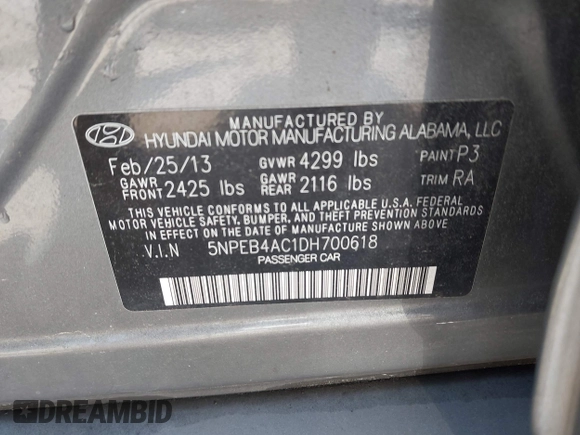 MANUFACTURED BY
HYUNDAI MOTOR MANUFACTURING ALABAMA, LLC
Feb/25/13 GVWR 4299 lbs PAINT P3
GAWR FRONT 2425 lbs GAWR REAR 2116 lbs TRIM RA
THIS VEHICLE CONFORMS TO ALL APPLICABLE U.S.A. FEDERAL
MOTOR VEHICLE SAFETY, BUMPER, AND THEFT PREVENTION STANDARDS
IN EFFECT ON THE DATE OF MANUFACTURE SHOWN ABOVE.
V.I.N 5NPEB4AC1DH700618
PASSENGER CAR
DREAMBID